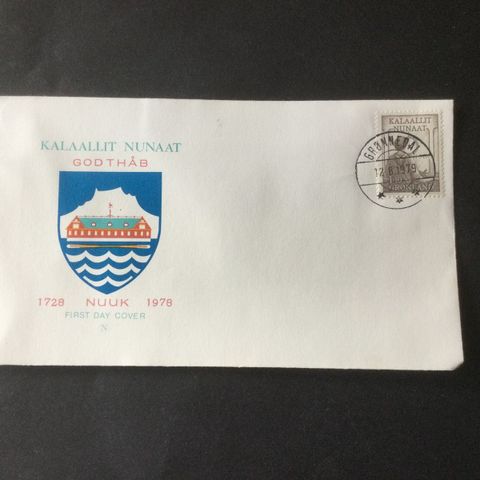 KALAALLIT NUNAAT
GODTHÅB
1728 NUUK 1978
FIRST DAY COVER
N
KALAALLIT
NUNAAT
GRØNLAND
GRØNNEDAL
12.6.1979